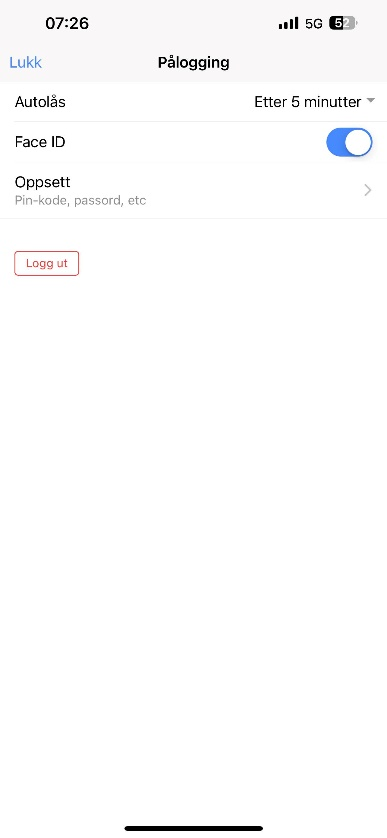 07:26
5G
52
Lukk
Pålogging
Autolås
Etter 5 minutter
Face ID
Oppsett
Pin-kode, passord, etc
Logg ut